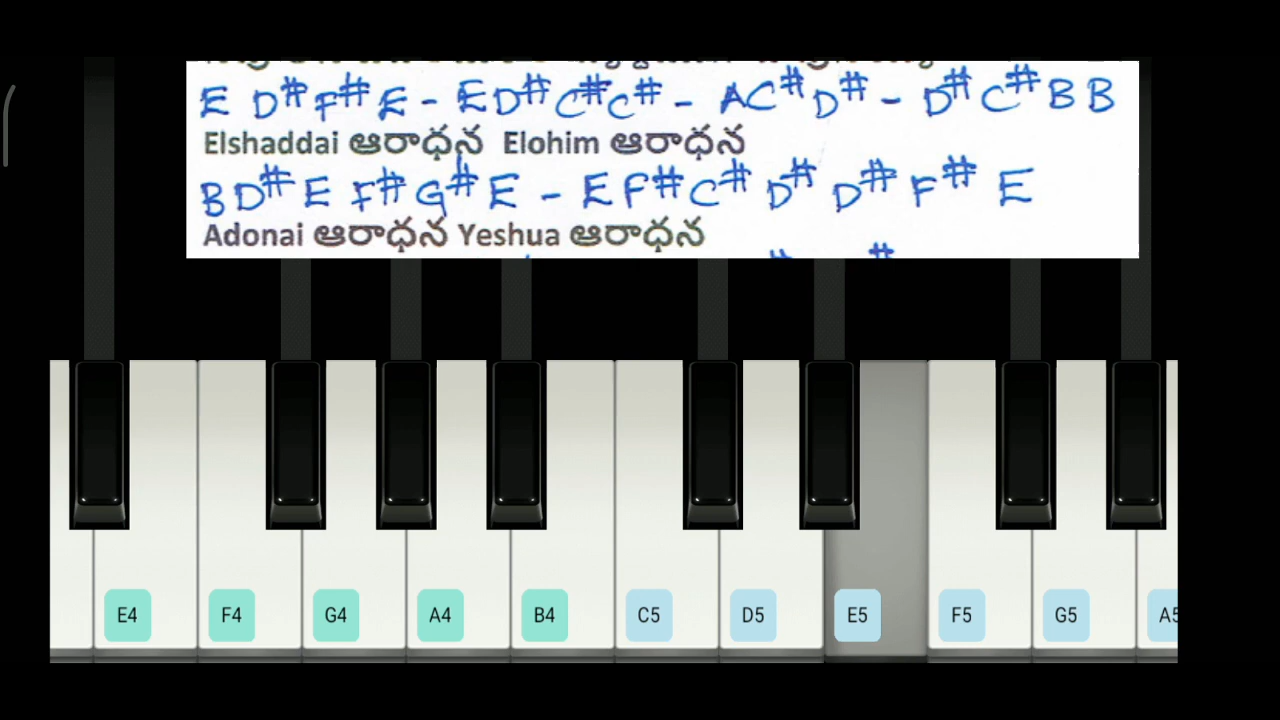 E D# F# E - E D# C# C# - A C# D# - D# C# B B
Elshaddai ఆరాధన Elohim ఆరాధన
B D# E F# G# E - E F# C# D# D# F# E
Adonai ఆరాధన Yeshua ఆరాధన
E4 F4 G4 A4 B4 C5 D5 E5 F5 G5 A5